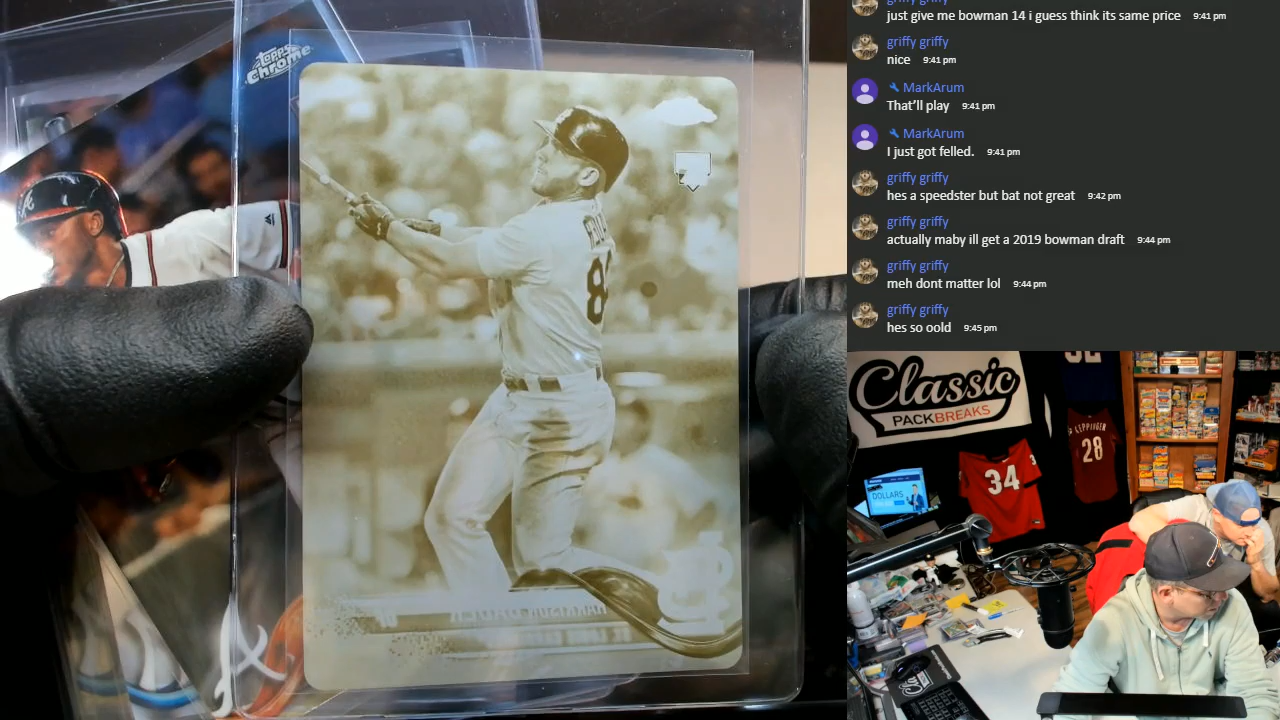 TOPPS
Chrome
just give me bowman 14 i guess think its same price 9:41 pm
griffy griffy
nice 9:41 pm
MarkArum
That'll play 9:41 pm
MarkArum
I just got felled. 9:41 pm
griffy griffy
hes a speedster but bat not great 9:42 pm
griffy griffy
actually maby ill get a 2019 bowman draft 9:44 pm
griffy griffy
meh dont matter lol 9:44 pm
griffy griffy
hes so oold 9:45 pm
Classic
PACKBREAKS
LEPPINGER
28
34
DOLLARS